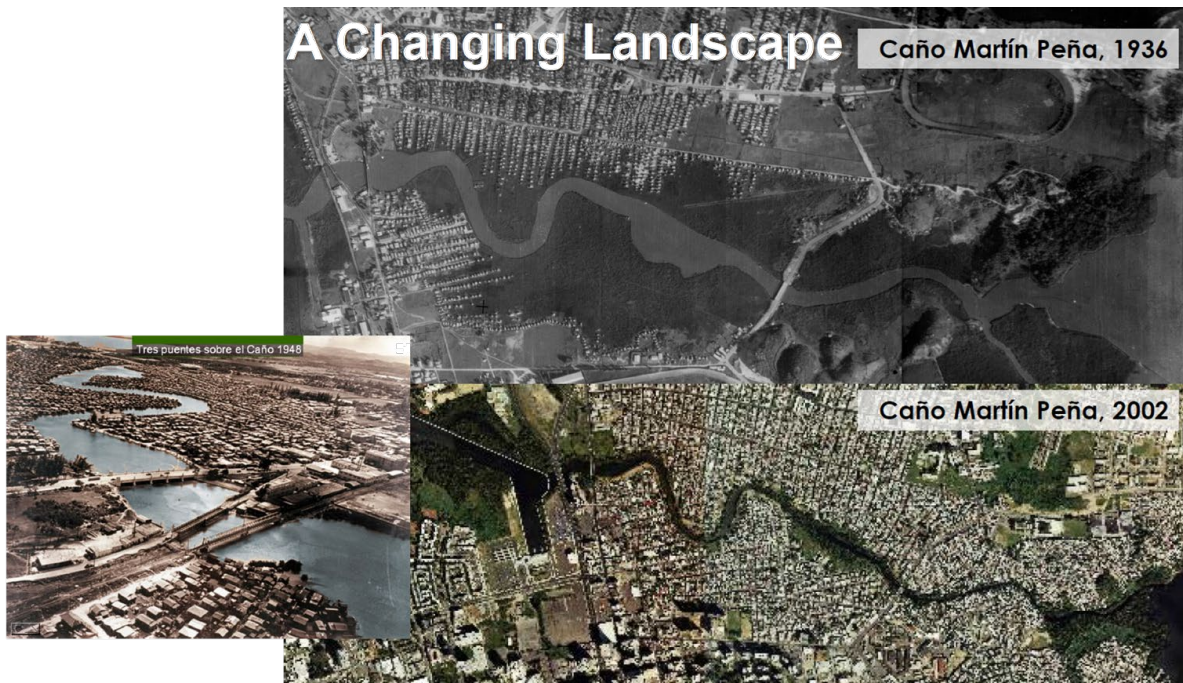 A Changing Landscape
Caño Martín Peña, 1936
Tres puentes sobre el Caño 1948
Caño Martín Peña, 2002